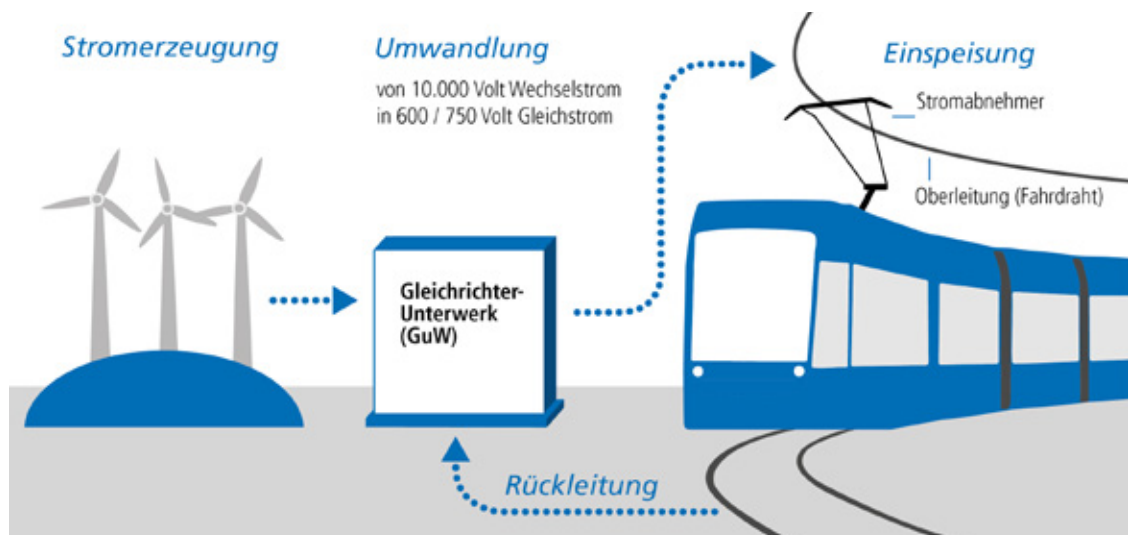 Stromerzeugung
Umwandlung
von 10.000 Volt Wechselstrom
in 600 / 750 Volt Gleichstrom
Einspeisung
Stromabnehmer
Oberleitung (Fahrdraht)
Gleichrichter-
Unterwerk
(GuW)
Rückleitung